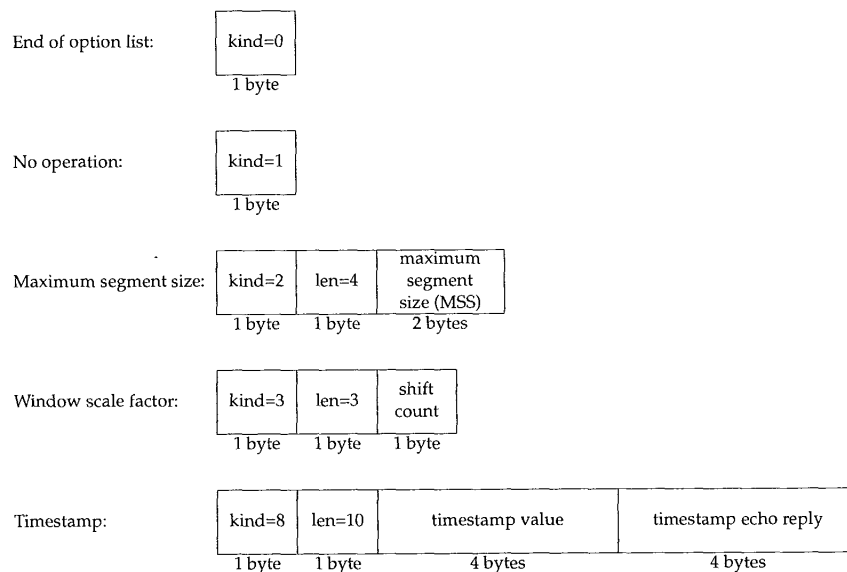 End of option list:
kind=0
1 byte
No operation:
kind=1
1 byte
Maximum segment size:
kind=2
len=4
maximum
segment
size (MSS)
1 byte
1 byte
2 bytes
Window scale factor:
kind=3
len=3
shift
count
1 byte
1 byte
1 byte
Timestamp:
kind=8
len=10
timestamp value
timestamp echo reply
1 byte
1 byte
4 bytes
4 bytes